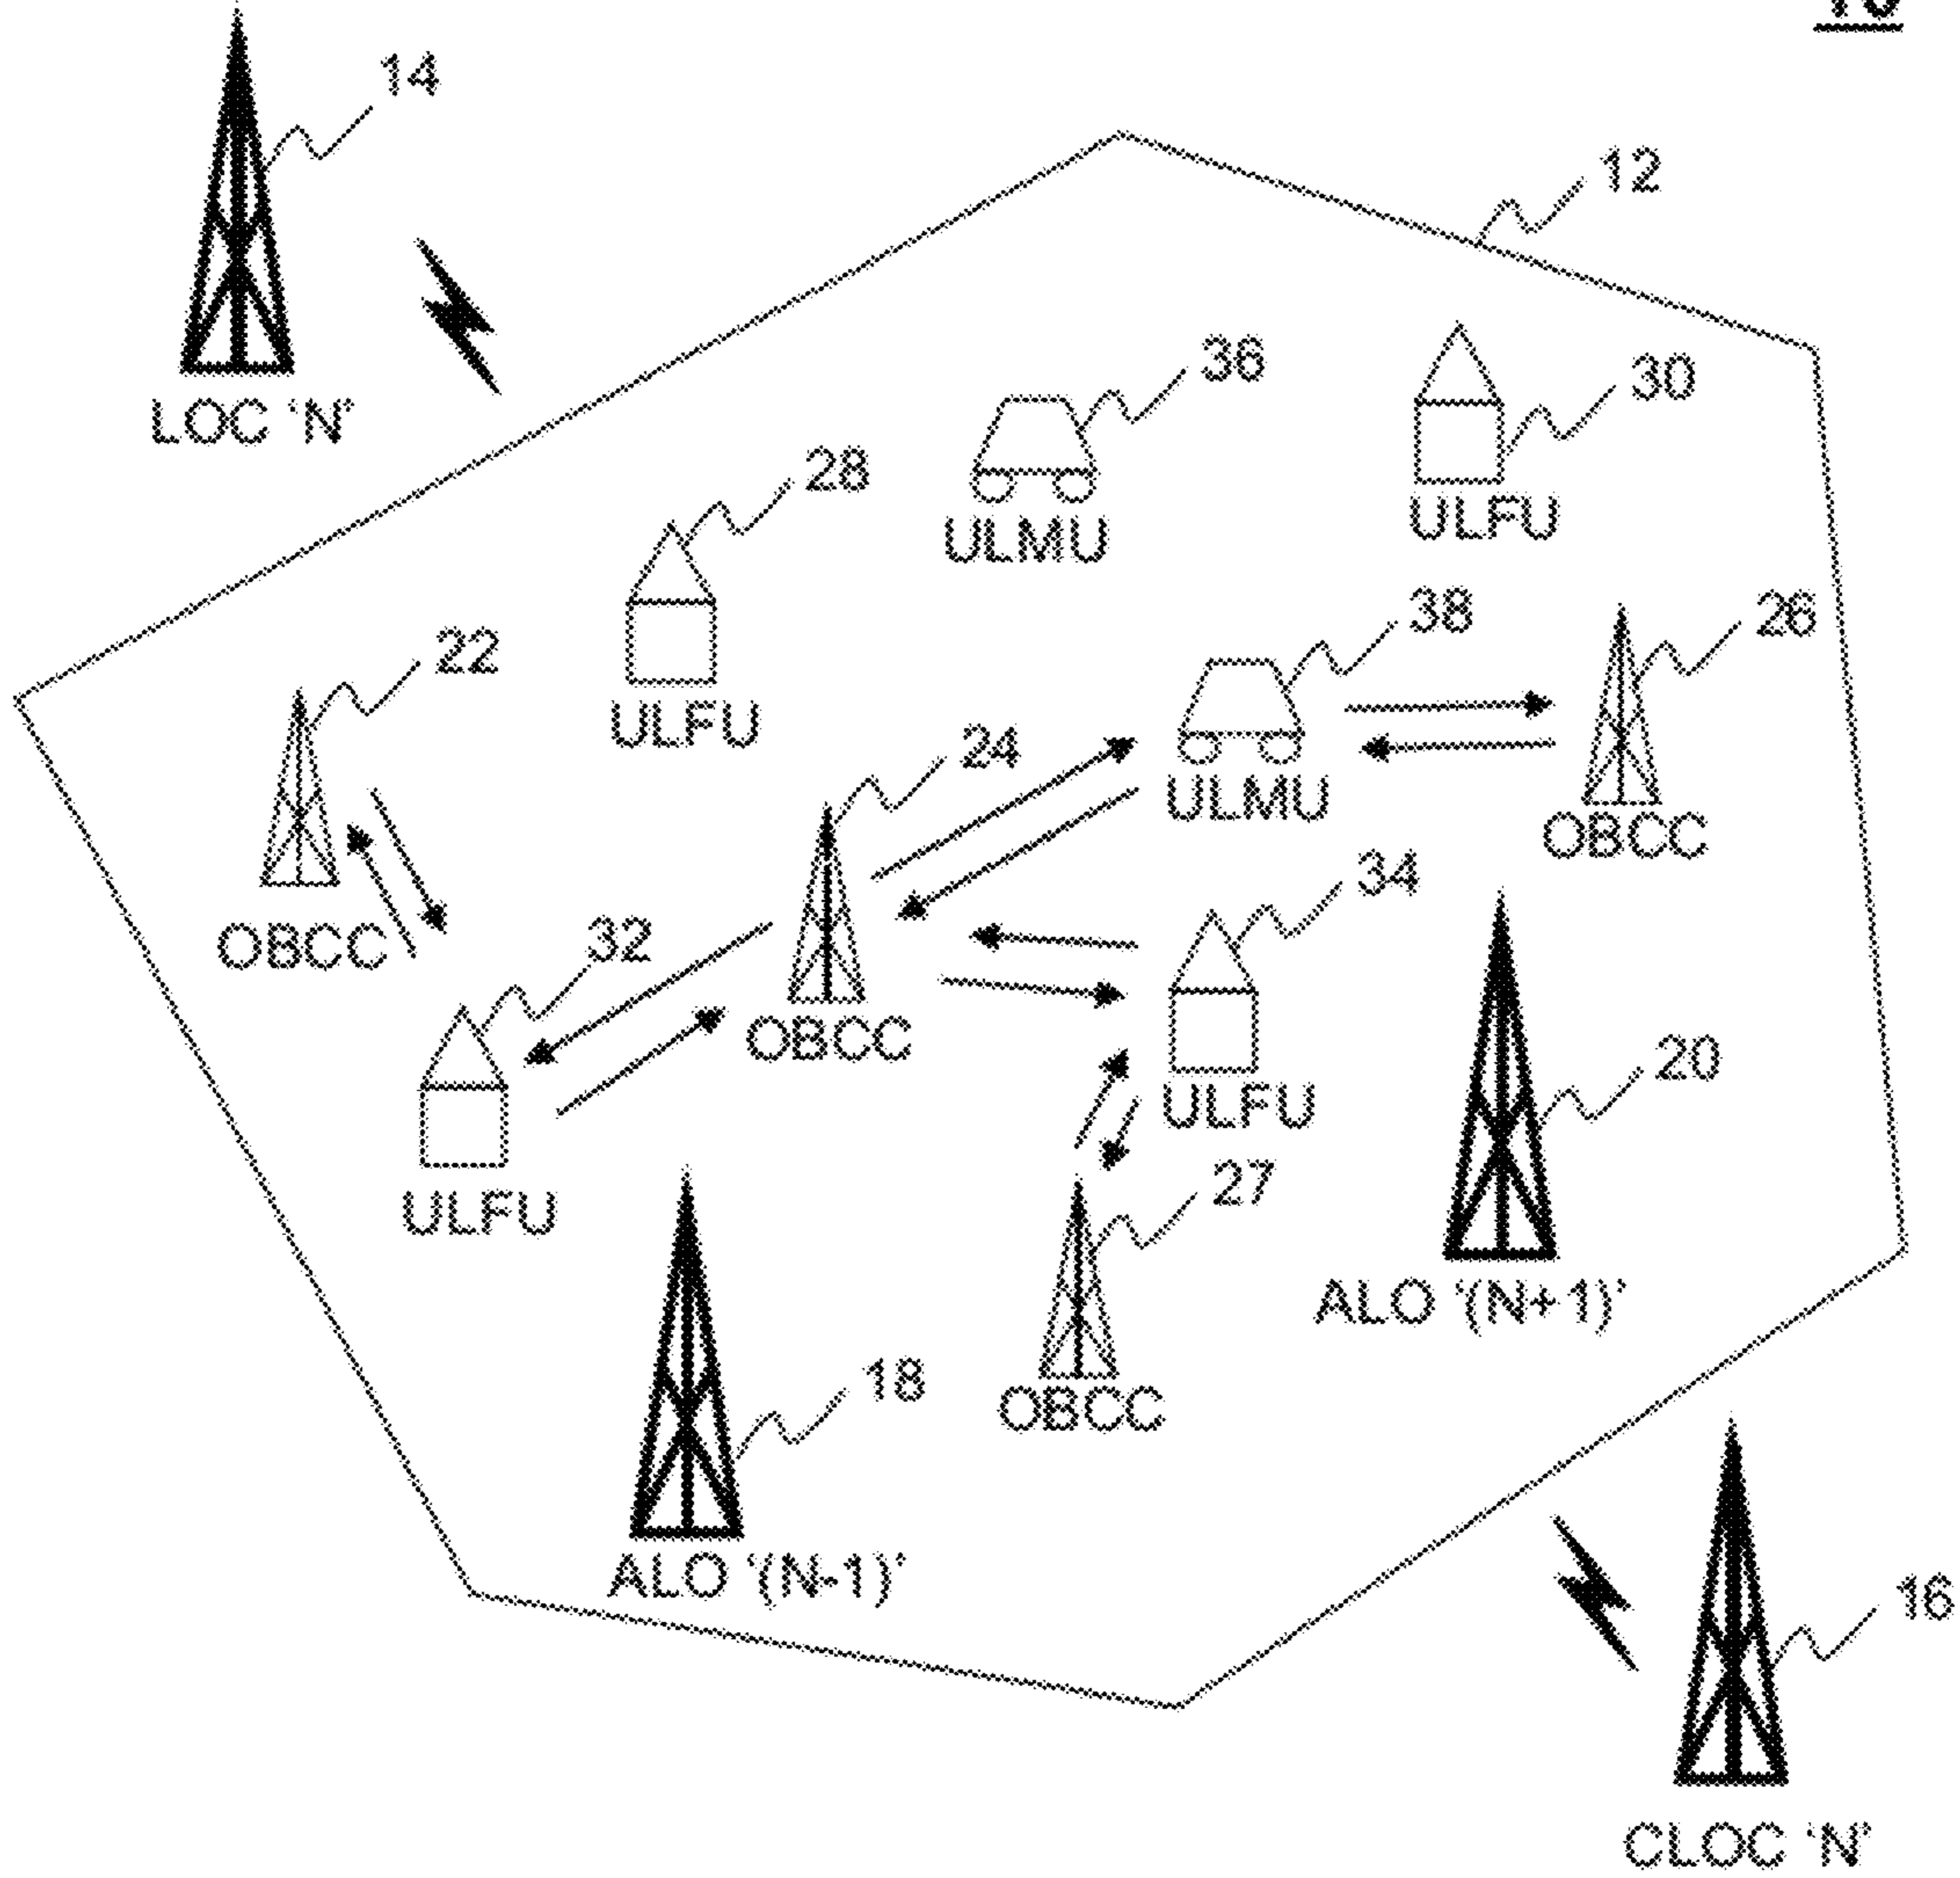 14
12
LOC 'N'
36
30
28
ULMU
ULFU
38
26
22
ULFU
24
ULMU
OBCC
34
OBCC
32
OBCC
20
ULFU
27
ULFU
ALO '(N+1)'
18
OBCC
ALO '(N-1)'
16
CLOC 'N'